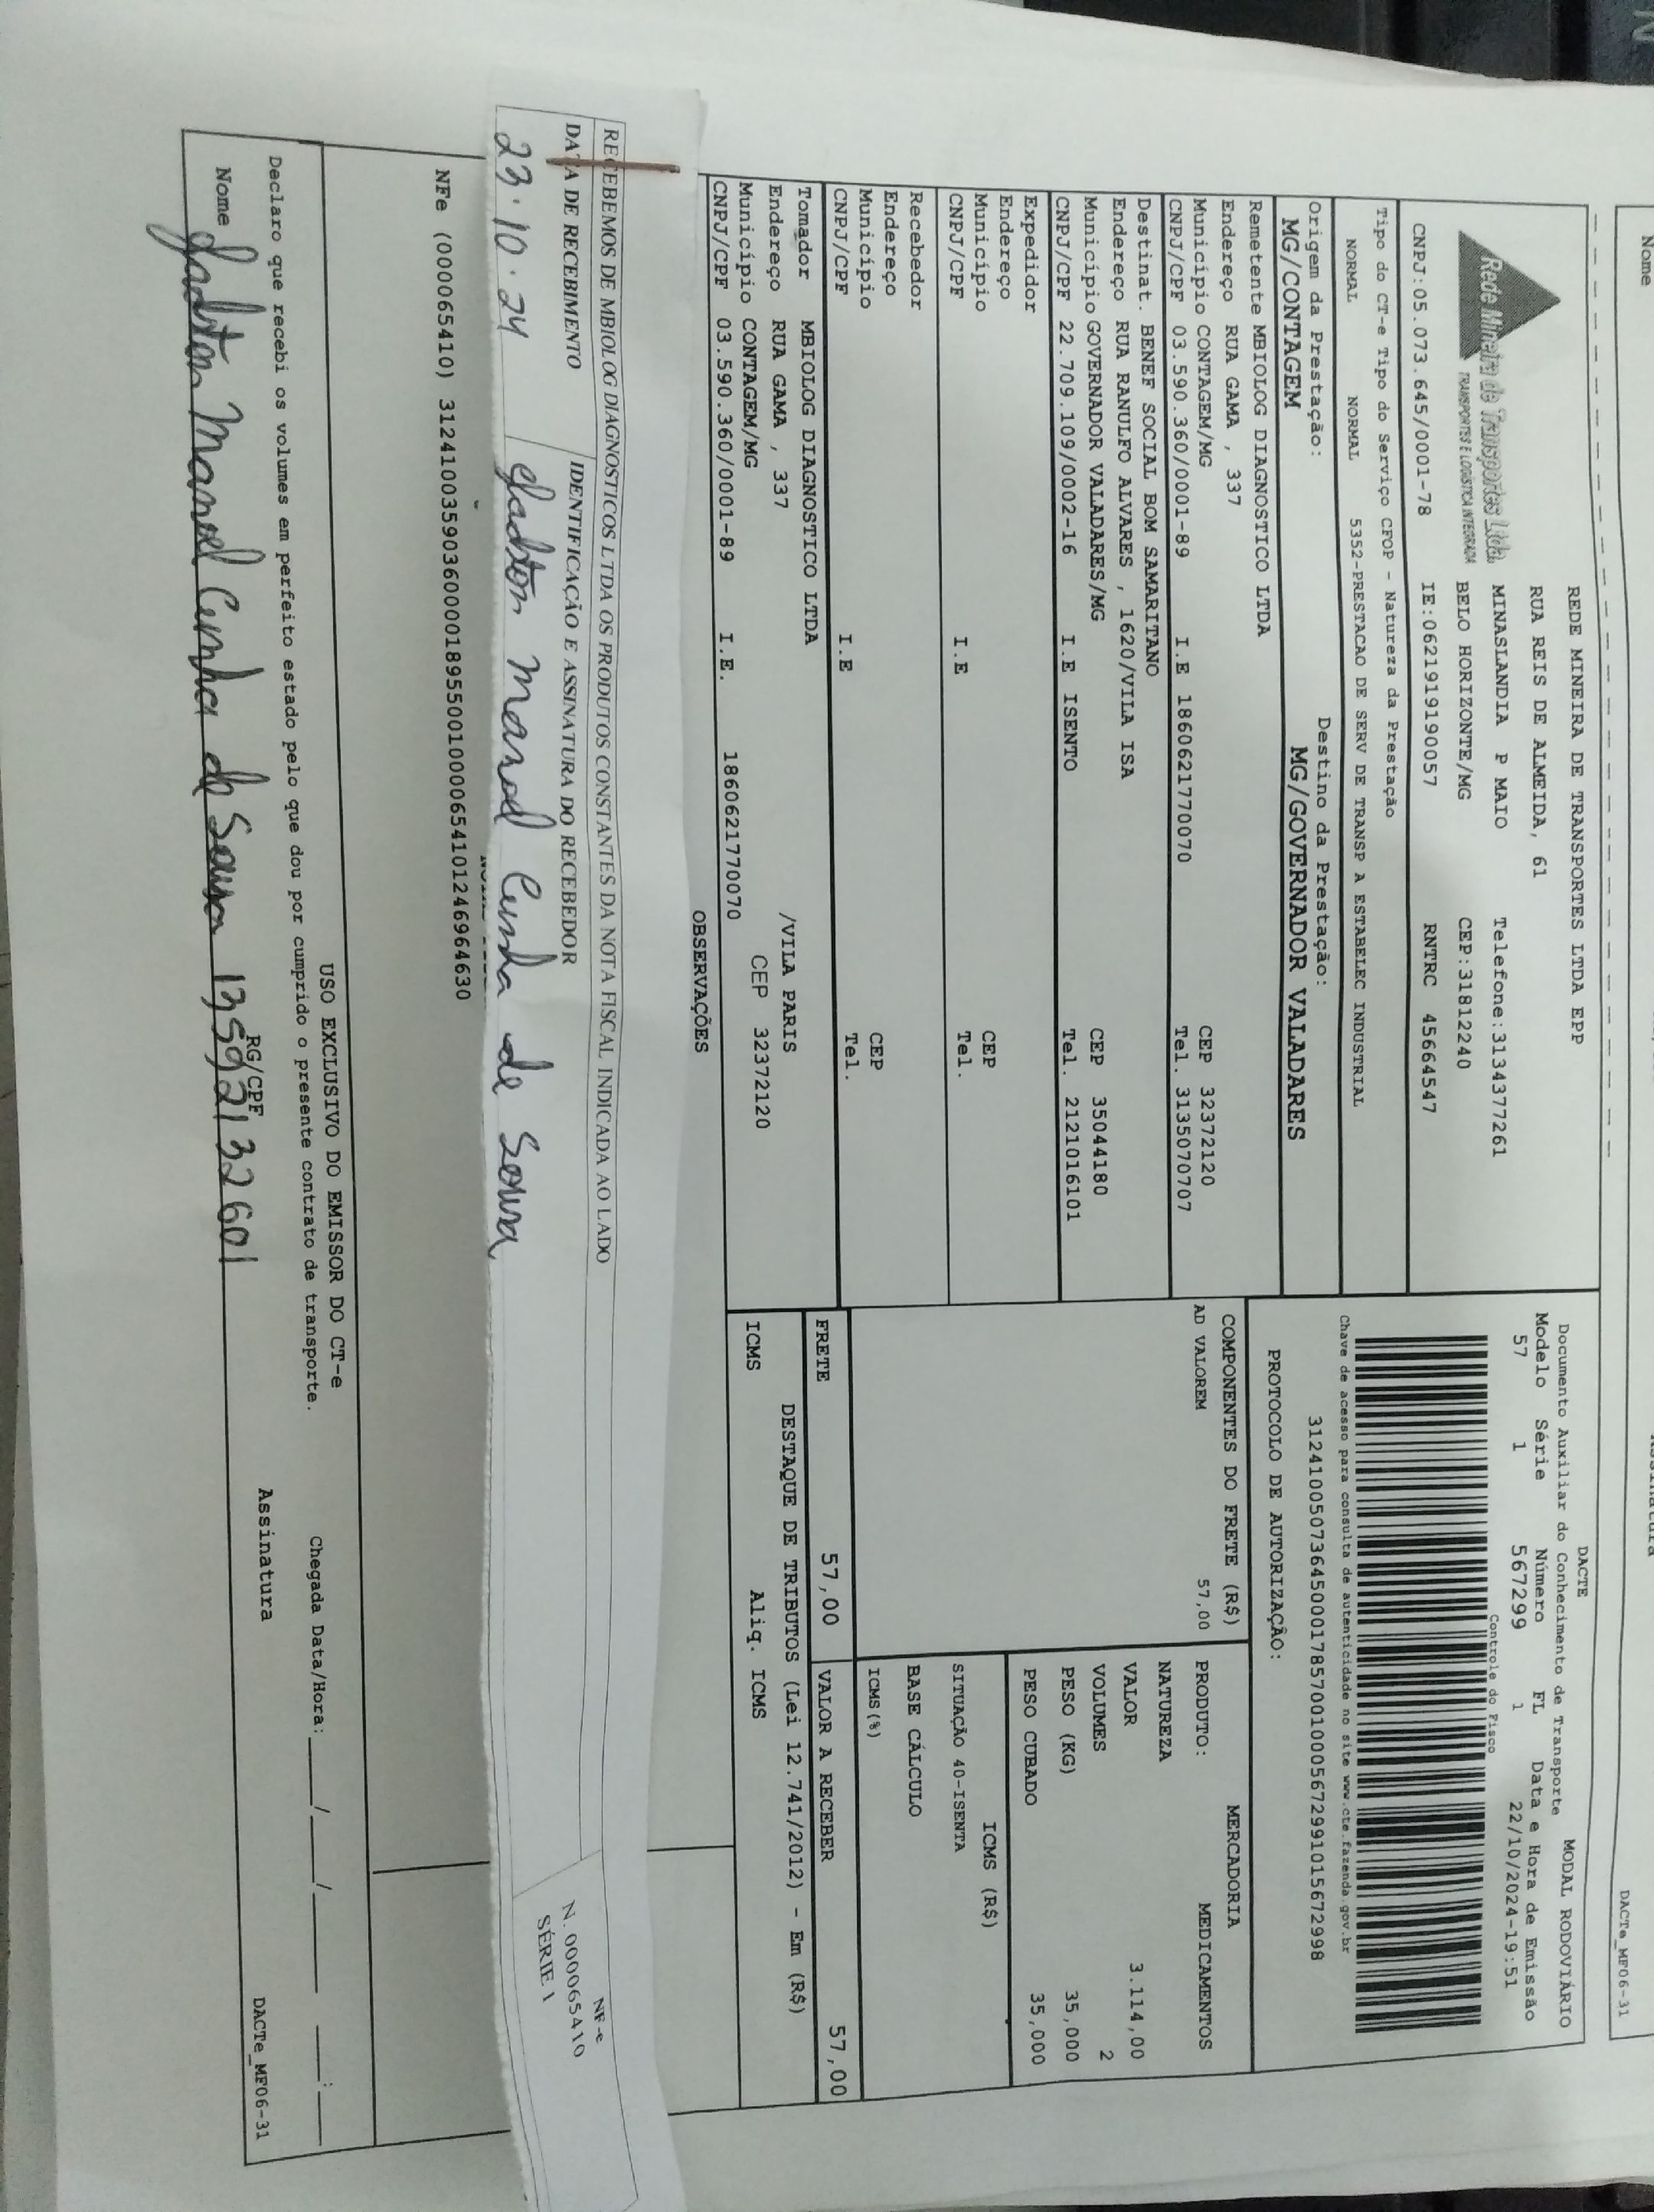 Nome
DACTe_MF06-31
Rede Mineira de Transportes Ltda.
TRANSPORTES E LOGÍSTICA INTEGRADA
REDE MINEIRA DE TRANSPORTES LTDA EPP
RUA REIS DE ALMEIDA, 61
MINASLANDIA P MAIO Telefone:3134377261
BELO HORIZONTE/MG CEP:31812240
CNPJ:05.073.645/0001-78 IE:0621919190057 RNTRC 45664547
DACTE
Documento Auxiliar do Conhecimento de Transporte MODAL RODOVIÁRIO
Modelo Série Número FL Data e Hora de Emissão
57 1 567299 1 22/10/2024-19:51
Controle do Fisco
Chave de acesso para consulta de autenticidade no site www.cte.fazenda.gov.br
31241005073645000178570010005672991015672998
PROTOCOLO DE AUTORIZAÇÃO:
Tipo do CT-e Tipo do Serviço CFOP - Natureza da Prestação
NORMAL NORMAL 5352-PRESTACAO DE SERV DE TRANSP A ESTABELEC INDUSTRIAL
Origem da Prestação: Destino da Prestação:
MG/CONTAGEM MG/GOVERNADOR VALADARES
Remetente MBIOLOG DIAGNOSTICO LTDA
Endereço RUA GAMA , 337
Município CONTAGEM/MG CEP 32372120
CNPJ/CPF 03.590.360/0001-89 I.E 1860621770070 Tel. 3135070707
Destinat. BENEF SOCIAL BOM SAMARITANO
Endereço RUA RANULFO ALVARES , 1620/VILA ISA
Município GOVERNADOR VALADARES/MG CEP 35044180
CNPJ/CPF 22.709.109/0002-16 I.E ISENTO Tel. 2121016101
Expedidor
Endereço
Município CEP
CNPJ/CPF I.E Tel.
Recebedor
Endereço
Município CEP
CNPJ/CPF I.E Tel.
Tomador MBIOLOG DIAGNOSTICO LTDA
Endereço RUA GAMA , 337 /VILA PARIS
Município CONTAGEM/MG CEP 32372120
CNPJ/CPF 03.590.360/0001-89 I.E. 1860621770070
COMPONENTES DO FRETE (R$)
AD VALOREM 57,00
MERCADORIA
PRODUTO: MEDICAMENTOS
NATUREZA
VALOR 3.114,00
VOLUMES 2
PESO (KG) 35,000
PESO CUBADO 35,000
ICMS (R$)
SITUAÇÃO 40-ISENTA
BASE CÁLCULO
ICMS(%)
FRETE 57,00 VALOR A RECEBER 57,00
DESTAQUE DE TRIBUTOS (Lei 12.741/2012) - Em (R$)
ICMS Aliq. ICMS
OBSERVAÇÕES
RECEBEMOS DE MBIOLOG DIAGNOSTICOS LTDA OS PRODUTOS CONSTANTES DA NOTA FISCAL INDICADA AO LADO
DATA DE RECEBIMENTO IDENTIFICAÇÃO E ASSINATURA DO RECEBEDOR
23.10.24 Gladston Manoel Cunha de Souza
NF-e
N. 000065410
SÉRIE 1
NFe (000065410) 31241003590360000189550010000654101246964630
USO EXCLUSIVO DO EMISSOR DO CT-e
Declaro que recebi os volumes em perfeito estado pelo que dou por cumprido o presente contrato de transporte.
Chegada Data/Hora: ____/____/______ ____:____
Nome Gladston Manoel Cunha de Souza RG/CPF 13592132601 Assinatura
DACTe_MF06-31